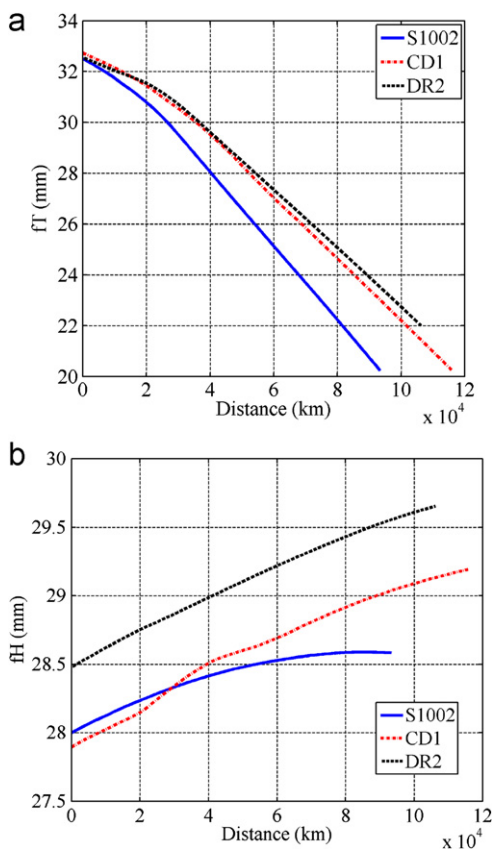 a
34
32
30
28
26
24
22
20
fT (mm)
S1002
CD1
DR2
0 2 4 6 8 10 12
Distance (km)
x 10^4
b
30
29.5
29
28.5
28
27.5
fH (mm)
S1002
CD1
DR2
0 2 4 6 8 10 12
Distance (km)
x 10^4